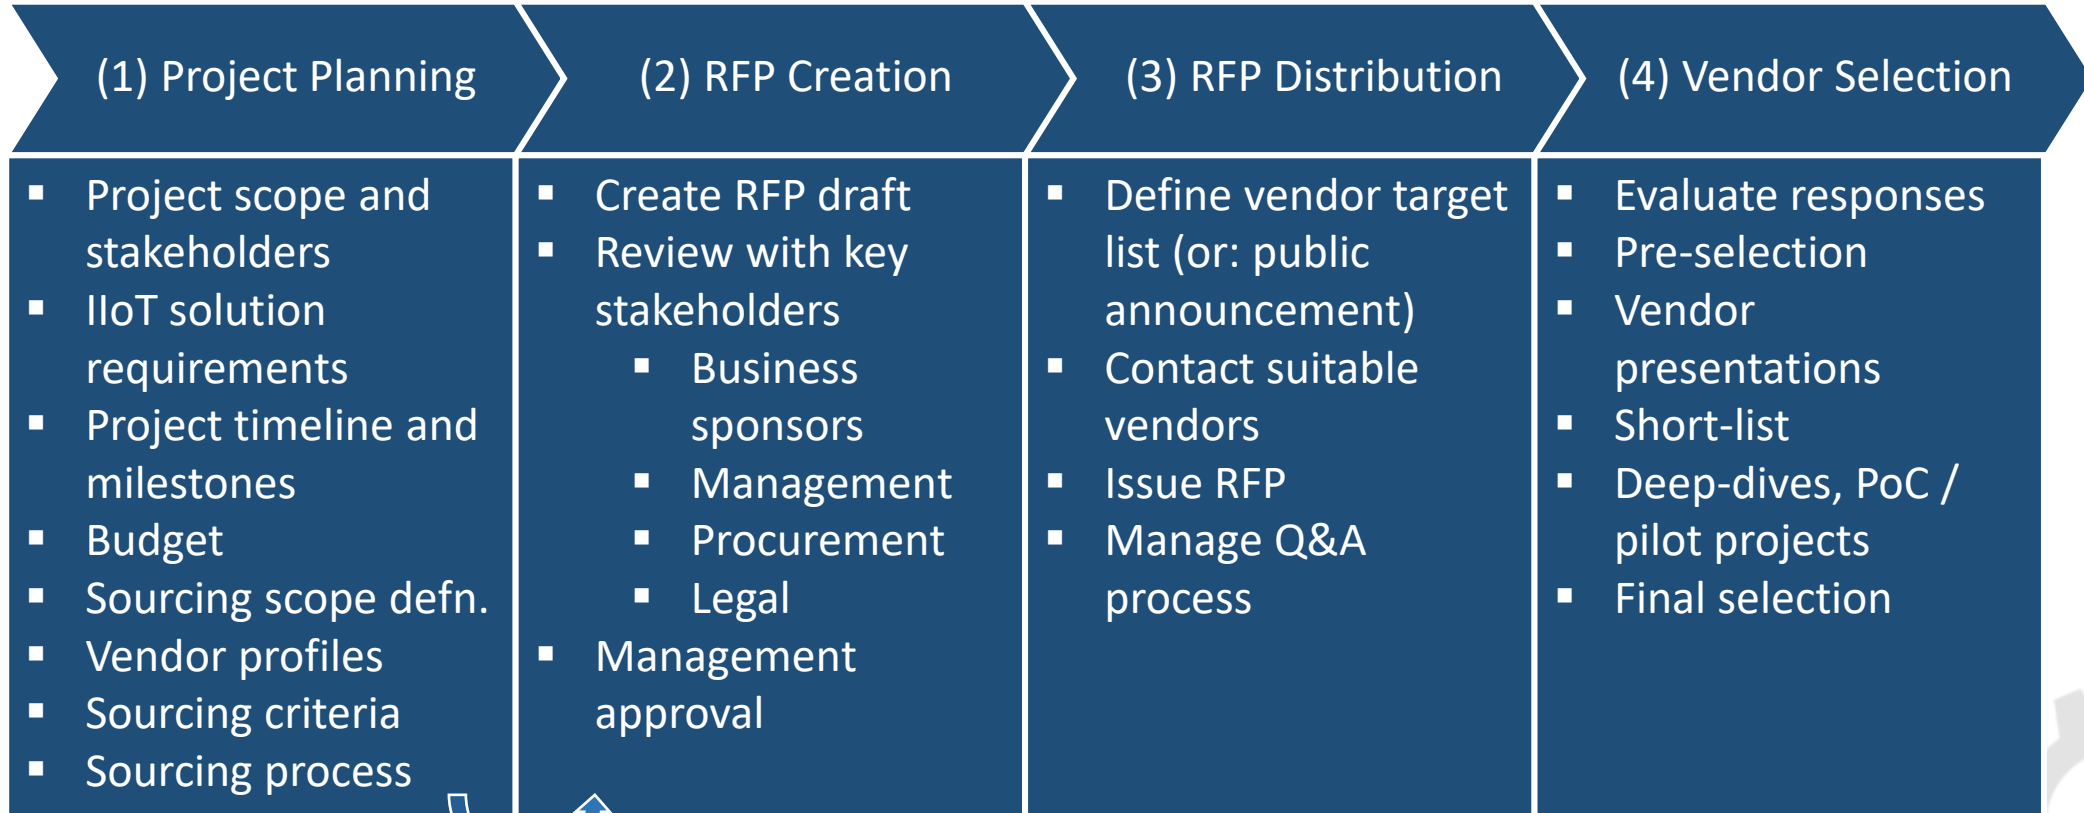 (1) Project Planning
(2) RFP Creation
(3) RFP Distribution
(4) Vendor Selection
▪ Project scope and
stakeholders
▪ IIoT solution
requirements
▪ Project timeline and
milestones
▪ Budget
▪ Sourcing scope defn.
▪ Vendor profiles
▪ Sourcing criteria
▪ Sourcing process
▪ Create RFP draft
▪ Review with key
stakeholders
▪ Business
sponsors
▪ Management
▪ Procurement
▪ Legal
▪ Management
approval
▪ Define vendor target
list (or: public
announcement)
▪ Contact suitable
vendors
▪ Issue RFP
▪ Manage Q&A
process
▪ Evaluate responses
▪ Pre-selection
▪ Vendor
presentations
▪ Short-list
▪ Deep-dives, PoC /
pilot projects
▪ Final selection